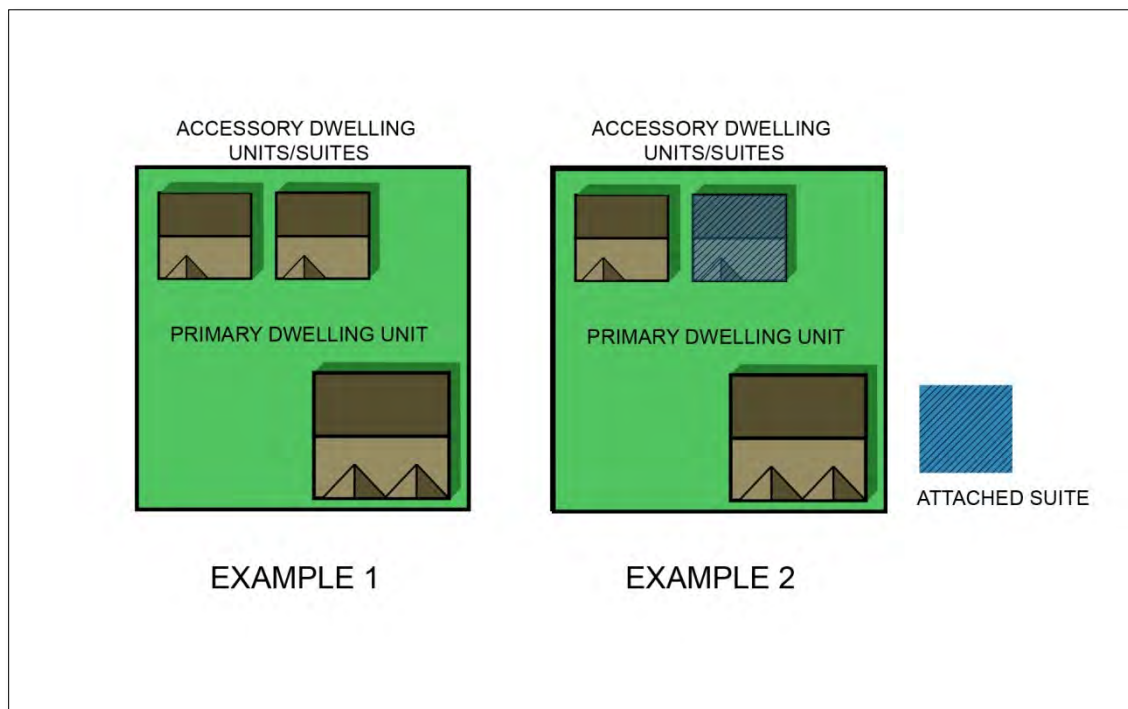 ACCESSORY DWELLING
UNITS/SUITES
PRIMARY DWELLING UNIT
EXAMPLE 1
ACCESSORY DWELLING
UNITS/SUITES
PRIMARY DWELLING UNIT
EXAMPLE 2
ATTACHED SUITE